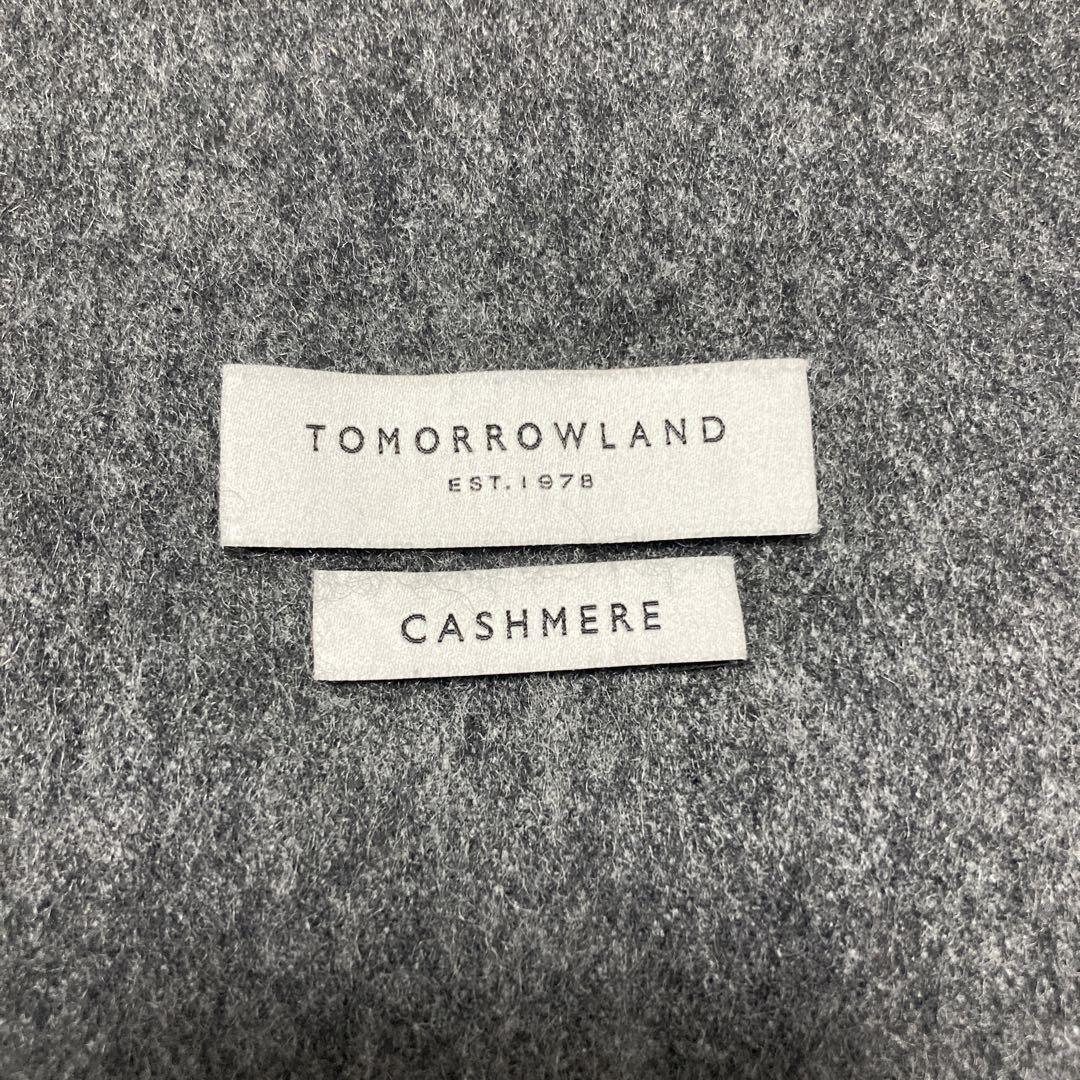 TOMORROWLAND
EST. 1978
CASHMERE